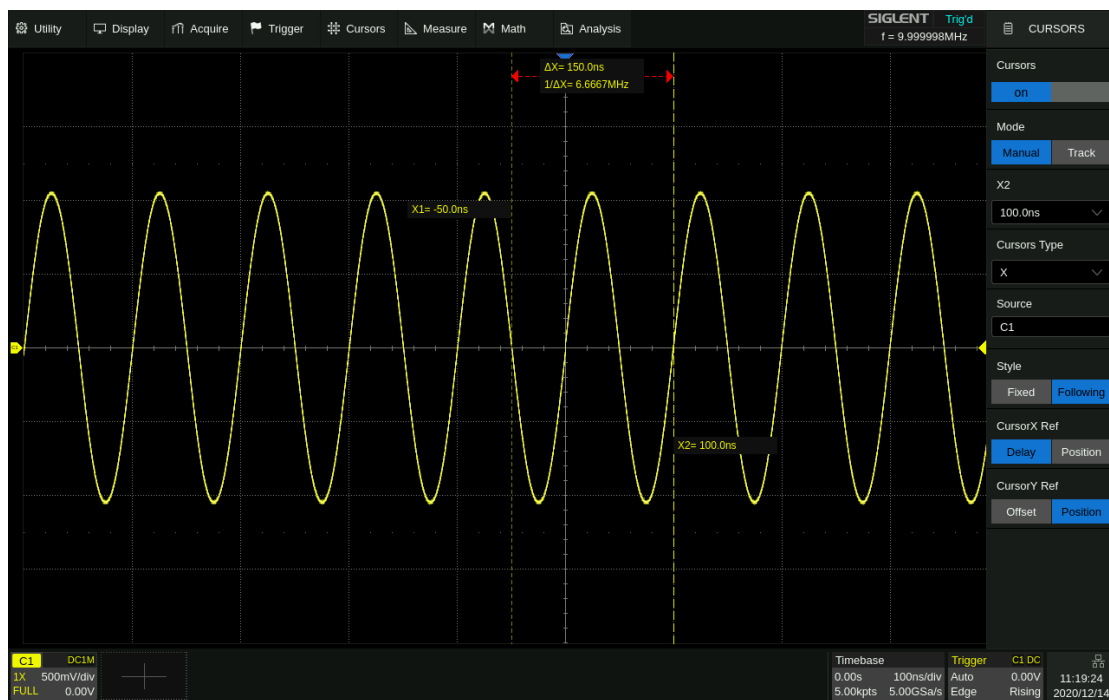 Utility Display Acquire Trigger Cursors Measure Math Analysis
SIGLENT Trig'd
f = 9.999998MHz
CURSORS
ΔX= 150.0ns
1/ΔX= 6.6667MHz
X1= -50.0ns
X2= 100.0ns
Cursors
on
Mode
Manual Track
X2
100.0ns
Cursors Type
X
Source
C1
Style
Fixed Following
CursorX Ref
Delay Position
CursorY Ref
Offset Position
C1 DC1M
1X 500mV/div
FULL 0.00V
Timebase
0.00s 100ns/div
5.00kpts 5.00GSa/s
Trigger C1 DC
Auto 0.00V
Edge Rising
11:19:24
2020/12/14